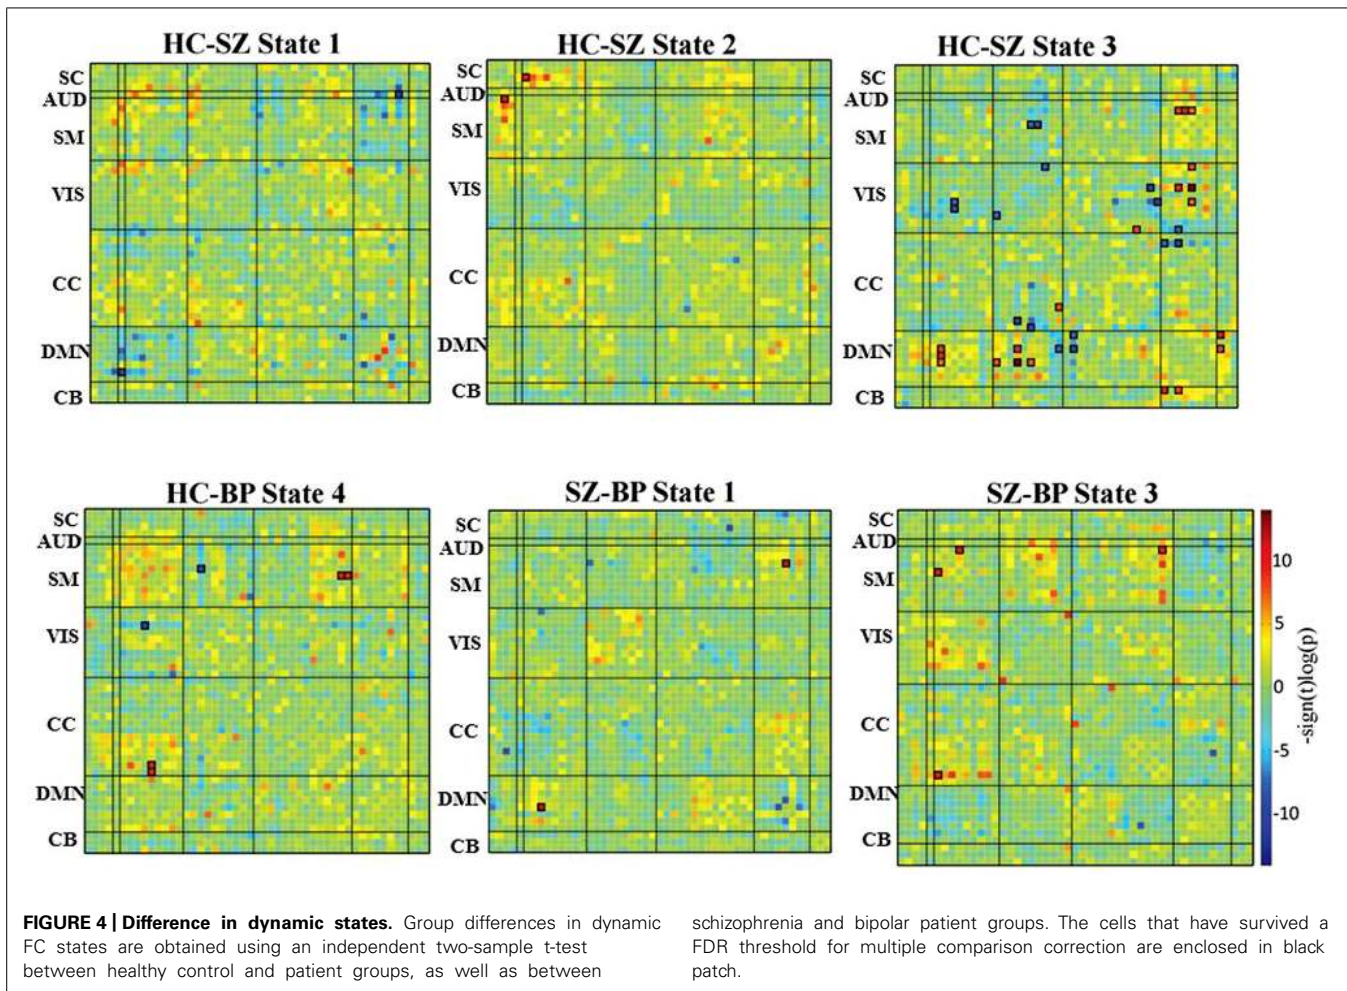 HC-SZ State 1
SC
AUD
SM
VIS
CC
DMN
CB
HC-SZ State 2
SC
AUD
SM
VIS
CC
DMN
CB
HC-SZ State 3
SC
AUD
SM
VIS
CC
DMN
CB
HC-BP State 4
SC
AUD
SM
VIS
CC
DMN
CB
SZ-BP State 1
SC
AUD
SM
VIS
CC
DMN
CB
SZ-BP State 3
SC
AUD
SM
VIS
CC
DMN
CB
10
5
0
-5
-10
-sign(t)log(p)
FIGURE 4 | Difference in dynamic states. Group differences in dynamic
FC states are obtained using an independent two-sample t-test
between healthy control and patient groups, as well as between
schizophrenia and bipolar patient groups. The cells that have survived a
FDR threshold for multiple comparison correction are enclosed in black
patch.